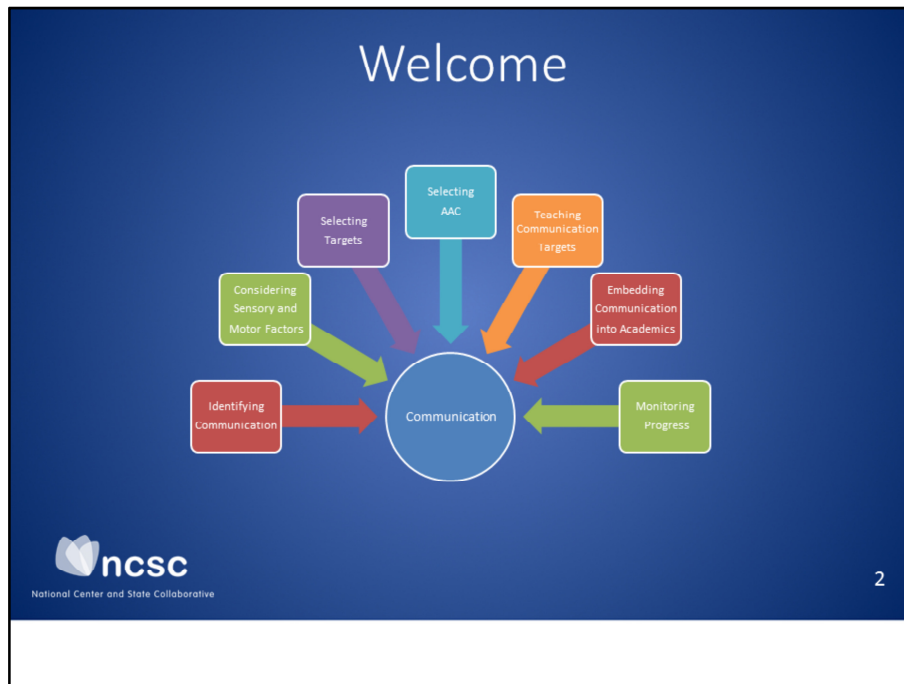 Welcome
Identifying
Communication
Considering
Sensory and
Motor Factors
Selecting
Targets
Selecting
AAC
Teaching
Communication
Targets
Embedding
Communication
into Academics
Monitoring
Progress
Communication
ncsc
National Center and State Collaborative
2